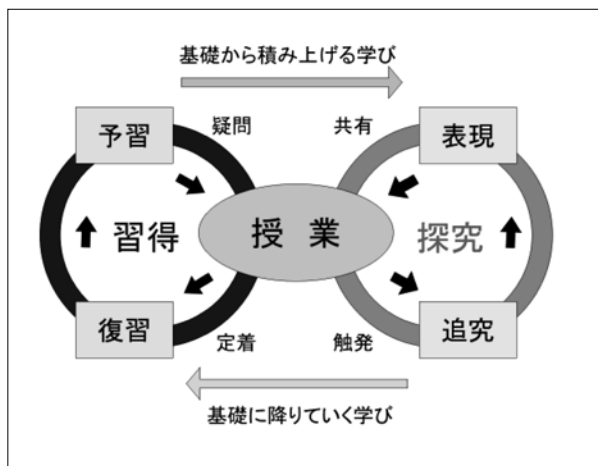 基礎から積み上げる学び
予習
疑問
共有
表現
習得
授 業
探究
復習
定着
触発
追究
基礎に降りていく学び